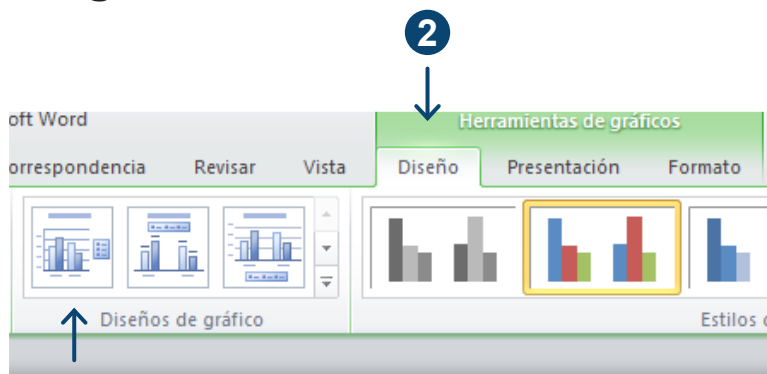 2
oft Word
Herramientas de gráficos
orrespondencia Revisar Vista Diseño Presentación Formato
Diseños de gráfico
Estilos